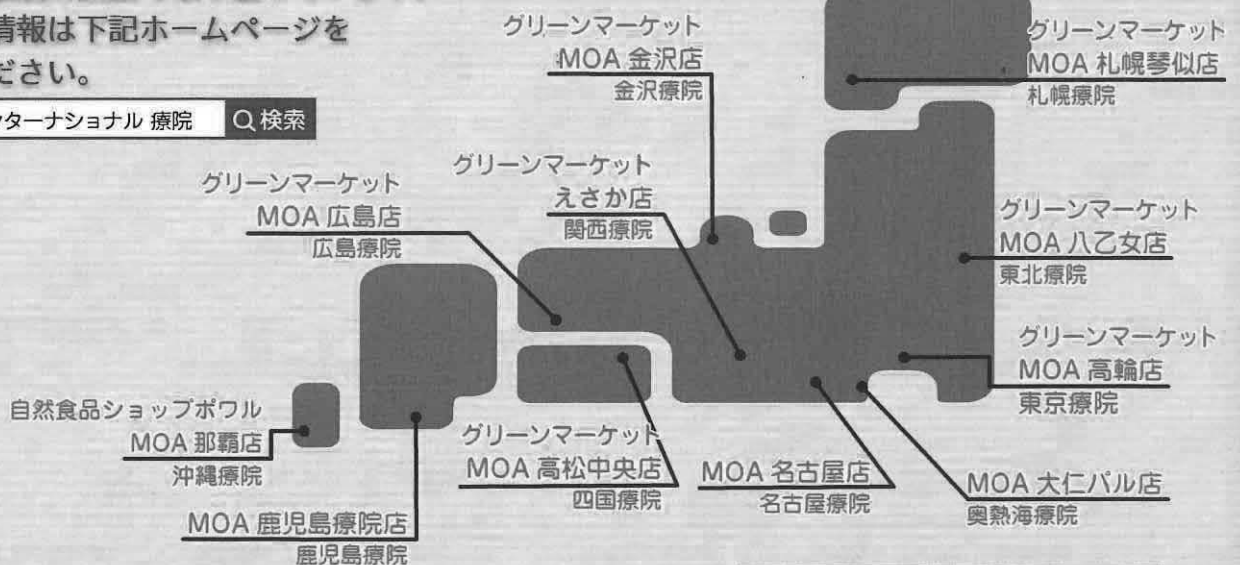 情報は下記ホームページを
ださい。
ターナショナル 療院 検索
グリーンマーケット
MOA 金沢店
金沢療院
グリーンマーケット
MOA 札幌琴似店
札幌療院
グリーンマーケット
えさか店
関西療院
グリーンマーケット
MOA 広島店
広島療院
グリーンマーケット
MOA 八乙女店
東北療院
グリーンマーケット
MOA 高輪店
東京療院
自然食品ショップポワル
MOA 那覇店
沖縄療院
グリーンマーケット
MOA 高松中央店
四国療院
MOA 名古屋店
名古屋療院
MOA 大仁パル店
奥熱海療院
MOA 鹿児島療院店
鹿児島療院